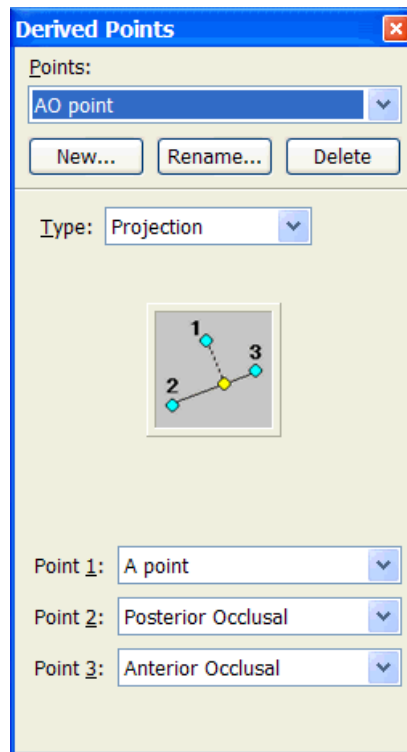 Derived Points
Points:
AO point
New... Rename... Delete
Type: Projection
1
3
2
Point 1: A point
Point 2: Posterior Occlusal
Point 3: Anterior Occlusal